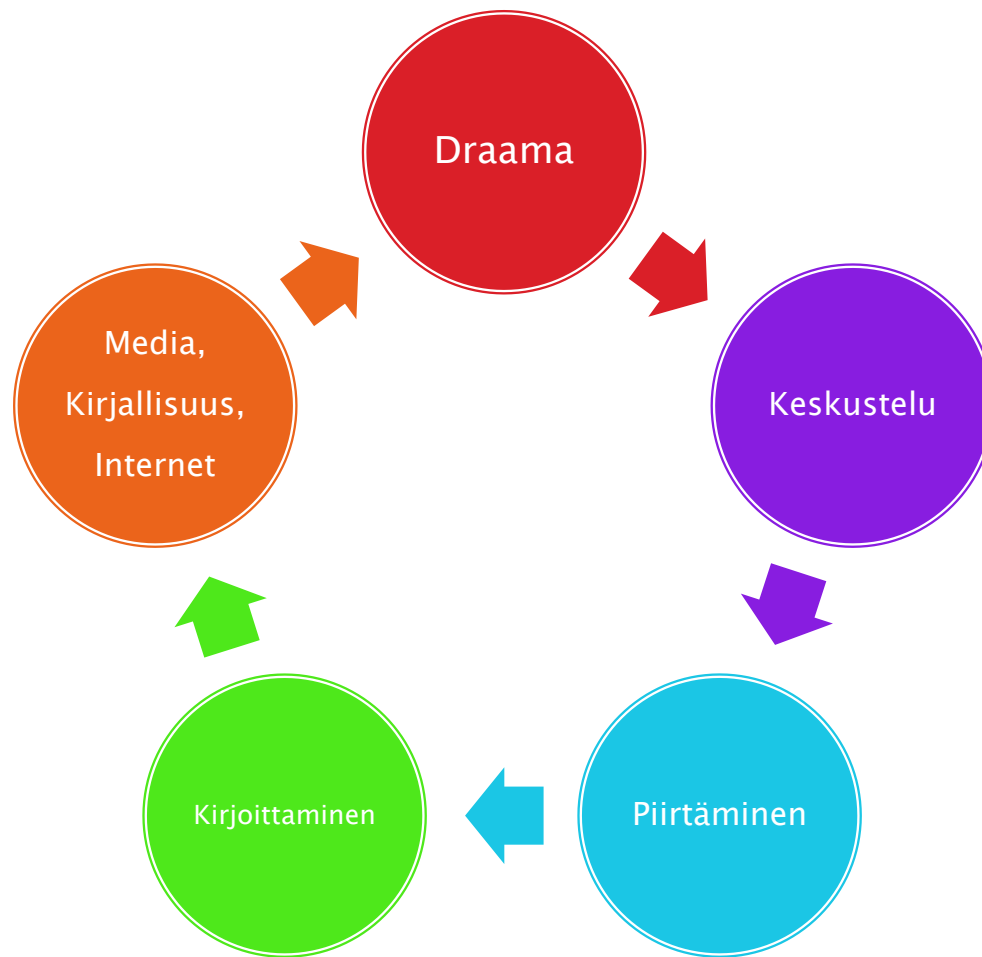 Draama
Keskustelu
Piirtäminen
Kirjoittaminen
Media,
Kirjallisuus,
Internet